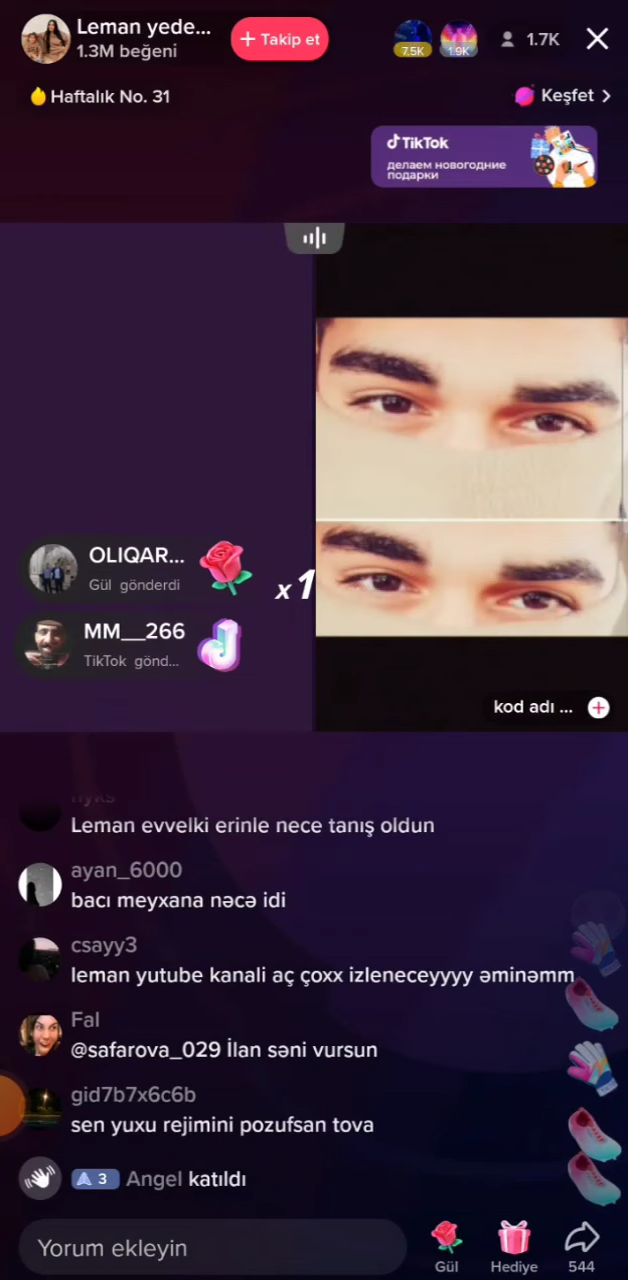 Leman yede...
1.3M beğeni
+ Takip et
7.5K
1.9K
1.7K
Haftalık No. 31
Keşfet >
TikTok
делаем новогодние
подарки
OLIQAR...
Gül gönderdi
x1
MM__266
TikTok gönd...
kod adı ...
Leman evvelki erinle nece tanış oldun
ayan_6000
bacı meyxana nəcə idi
csayy3
leman yutube kanali aç çoxx izleneceyyyy əminəmm
Fal
@safarova_029 İlan səni vursun
gid7b7x6c6b
sen yuxu rejimini pozufsan tova
3 Angel katıldı
Yorum ekleyin
Gül
Hediye
544